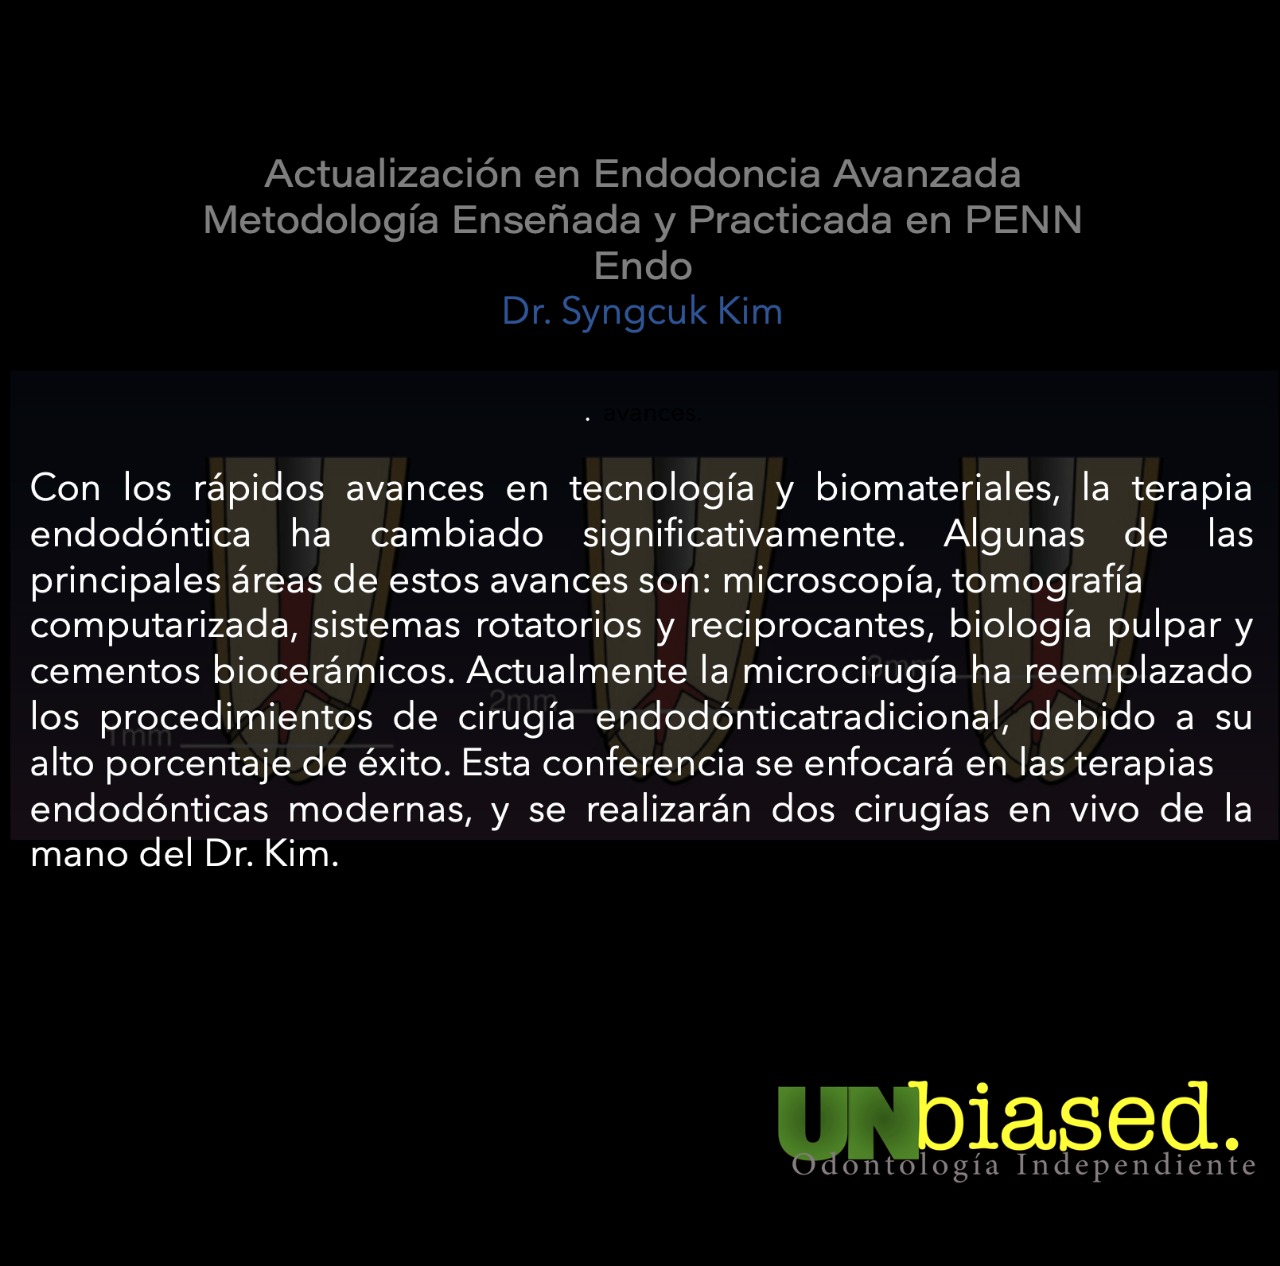 Actualización en Endodoncia Avanzada
Metodología Enseñada y Practicada en PENN
Endo
Dr. Syngcuk Kim
. avances.
Con los rápidos avances en tecnología y biomateriales, la terapia
endodóntica ha cambiado significativamente. Algunas de las
principales áreas de estos avances son: microscopía, tomografía
computarizada, sistemas rotatorios y reciprocantes, biología pulpar y
cementos biocerámicos. Actualmente la microcirugía ha reemplazado
los procedimientos de cirugía endodónticatradicional, debido a su
alto porcentaje de éxito. Esta conferencia se enfocará en las terapias
endodónticas modernas, y se realizarán dos cirugías en vivo de la
mano del Dr. Kim.
1mm
2mm
3mm
UNbiased.
Odontología Independiente